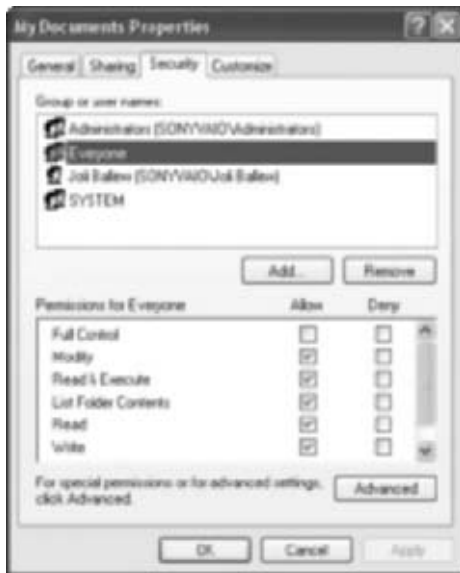 My Documents Properties
General Sharing Security Customize
Group or user names:
Administrators (SONYVAIO\Administrators)
Everyone
Joli Ballew (SONYVAIO\Joli Ballew)
SYSTEM
Add... Remove
Permissions for Everyone Allow Deny
Full Control
Modify
Read & Execute
List Folder Contents
Read
Write
For special permissions or for advanced settings,
click Advanced.
Advanced
OK Cancel Apply